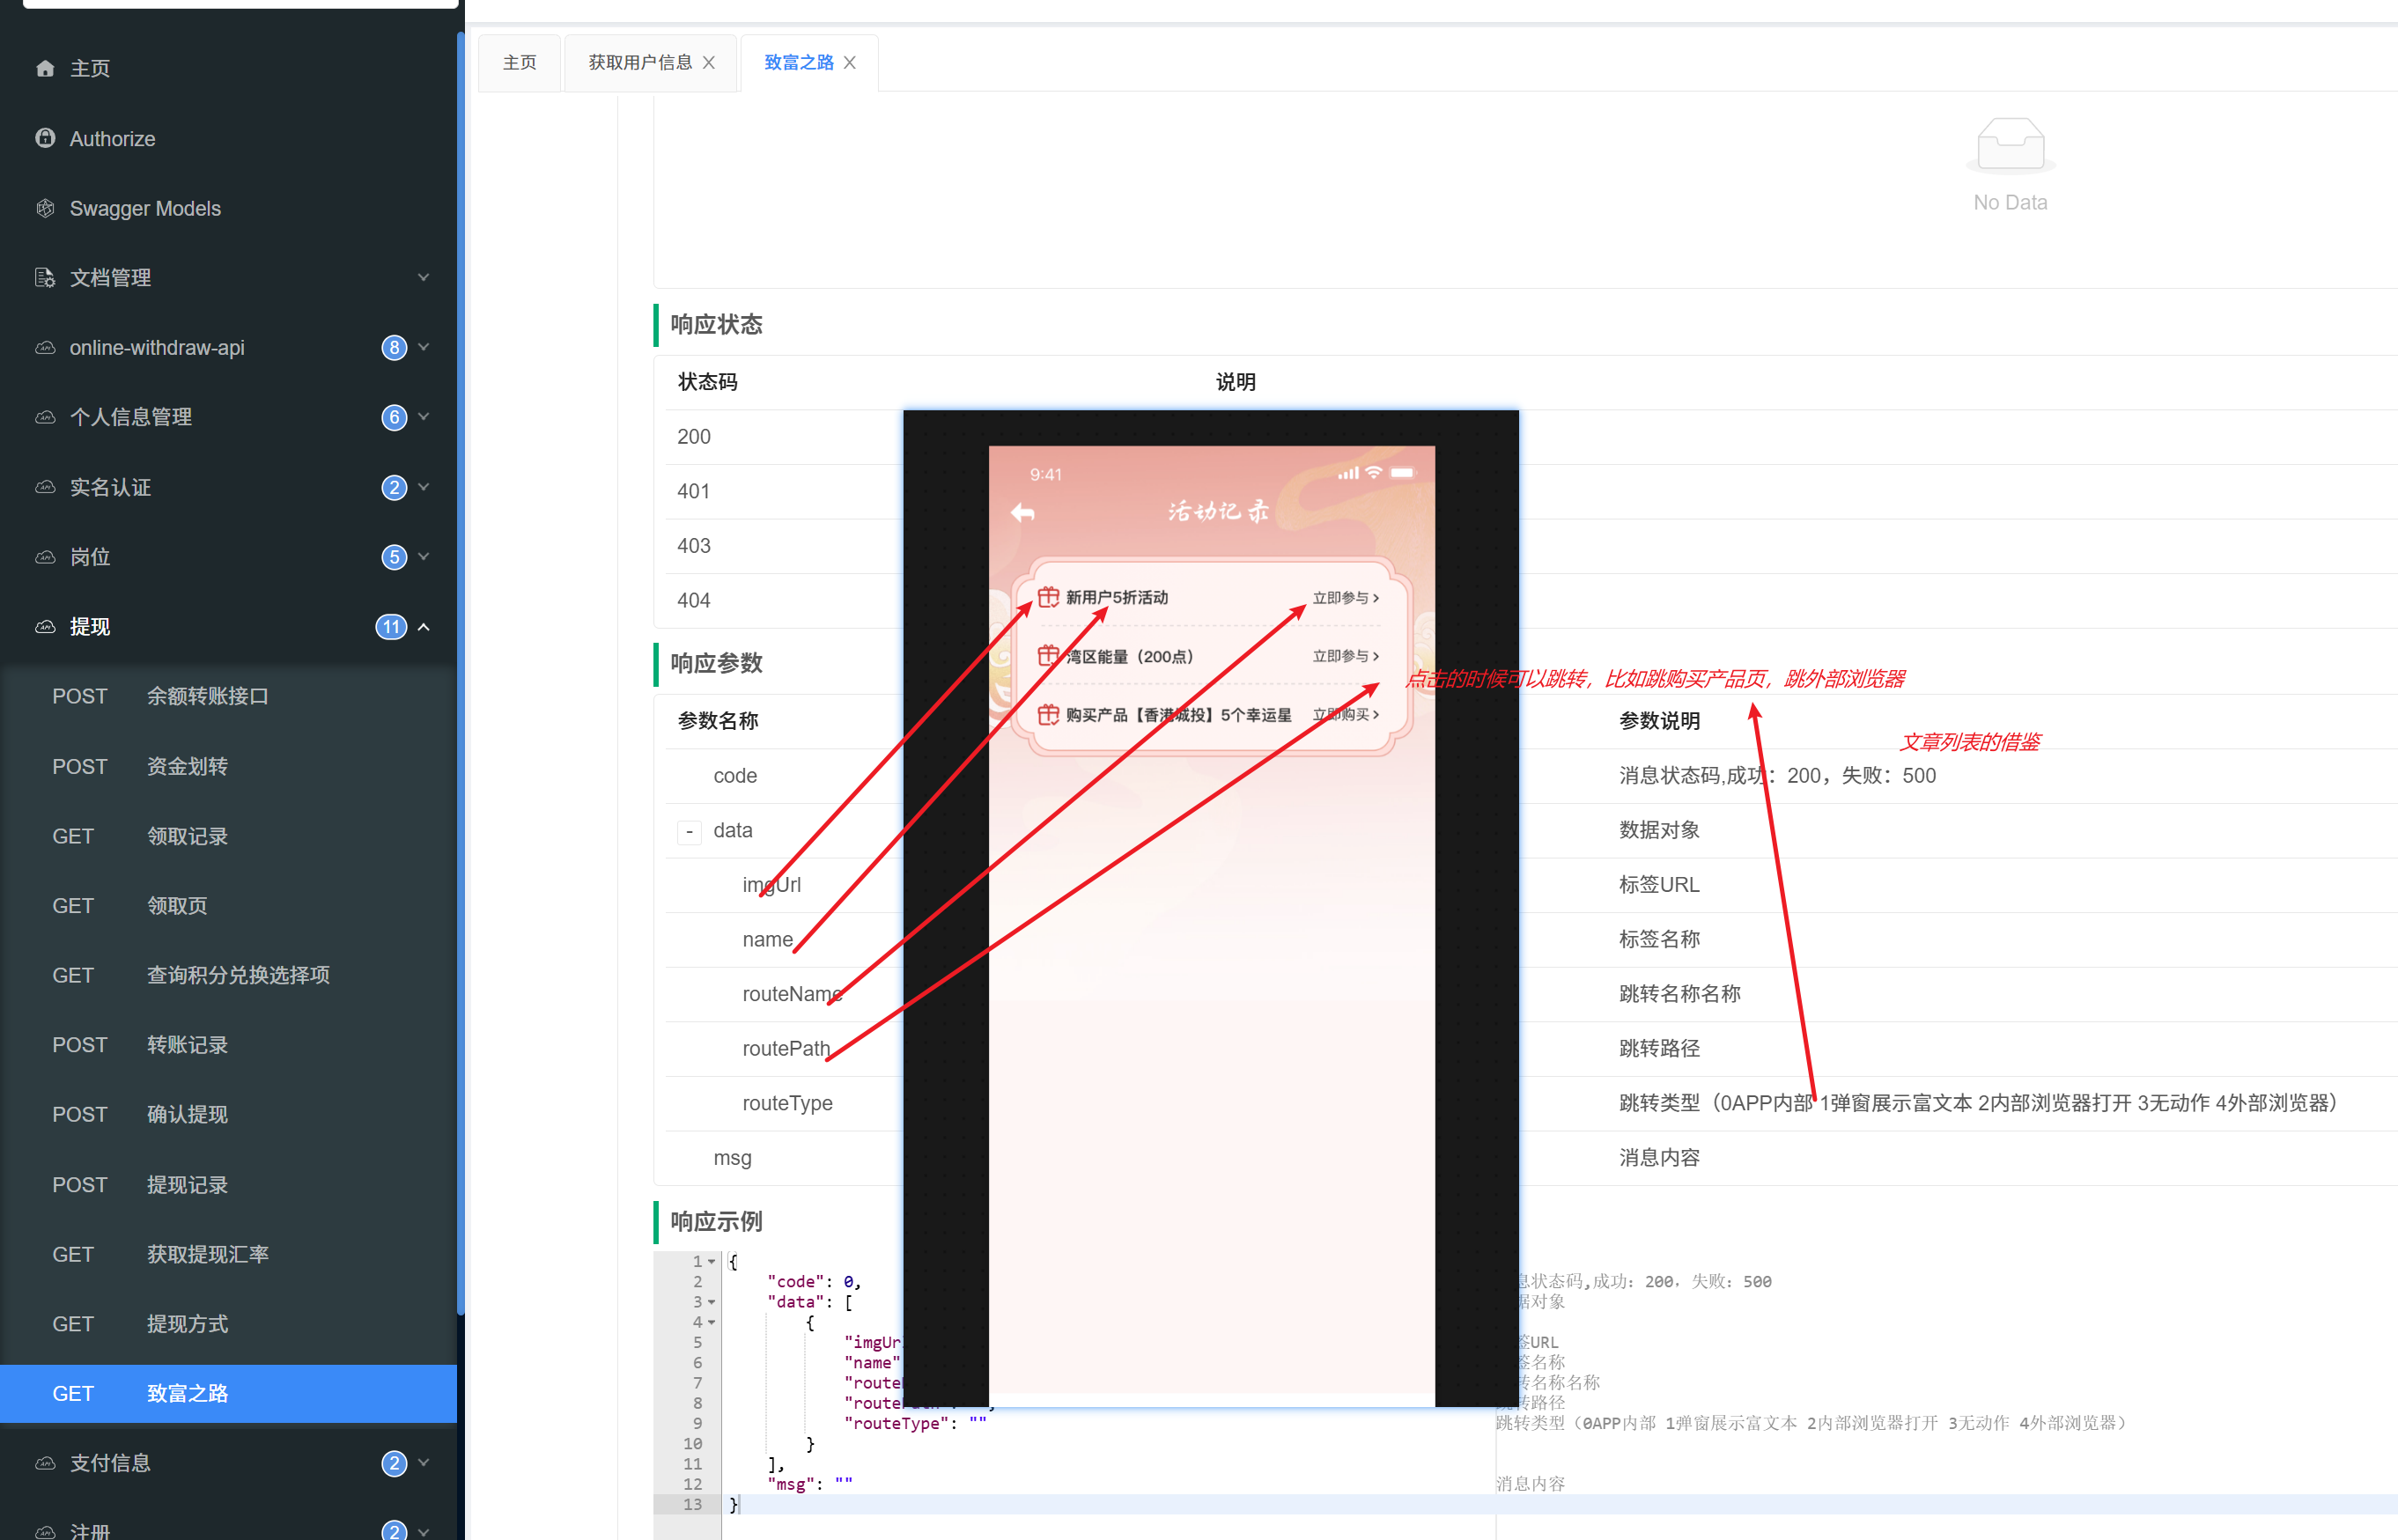 主页
Authorize
Swagger Models
文档管理
online-withdraw-api 8
个人信息管理 6
实名认证 2
岗位 5
提现 11
POST 余额转账接口
POST 资金划转
GET 领取记录
GET 领取页
GET 查询积分兑换选择项
POST 转账记录
POST 确认提现
POST 提现记录
GET 获取提现汇率
GET 提现方式
GET 致富之路
支付信息 2
注册 2
主页 获取用户信息 致富之路
No Data
响应状态
状态码 说明
200
401
403
404
响应参数
参数名称 参数说明
code 消息状态码,成功：200，失败：500
- data 数据对象
imgUrl 标签URL
name 标签名称
routeName 跳转名称名称
routePath 跳转路径
routeType 跳转类型（0APP内部 1弹窗展示富文本 2内部浏览器打开 3无动作 4外部浏览器）
msg 消息内容
9:41
活动记录
新用户5折活动 立即参与
湾区能量（200点） 立即参与
购买产品【香港城投】5个幸运星 立即购买
点击的时候可以跳转，比如跳购买产品页，跳外部浏览器
文章列表的借鉴
响应示例
1 {
2 "code": 0, 息状态码,成功：200，失败：500
3 "data": [ 据对象
4 {
5 "imgUr 签URL
6 "name" 签名称
7 "route 转名称名称
8 "route 转路径
9 "routeType": "" 跳转类型（0APP内部 1弹窗展示富文本 2内部浏览器打开 3无动作 4外部浏览器）
10 }
11 ],
12 "msg": "" 消息内容
13 }